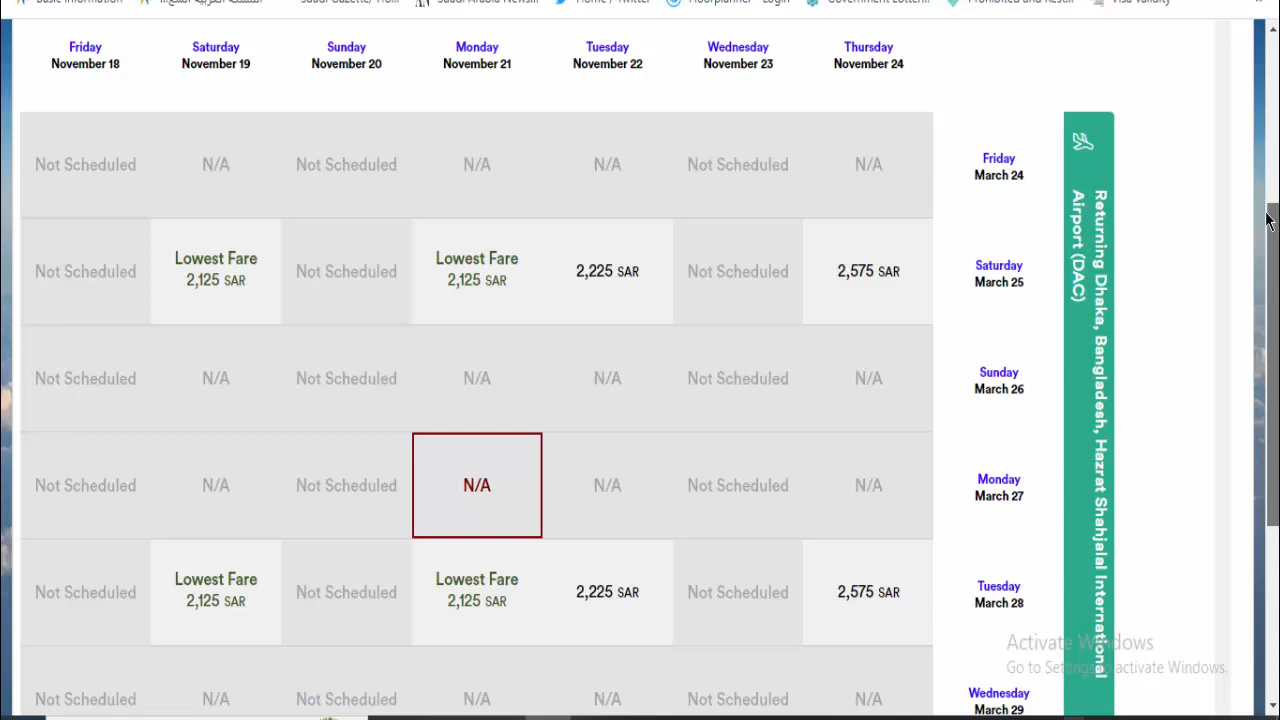 Friday Saturday Sunday Monday Tuesday Wednesday Thursday
November 18 November 19 November 20 November 21 November 22 November 23 November 24
Not Scheduled N/A Not Scheduled N/A N/A Not Scheduled N/A
Friday
March 24
Not Scheduled Lowest Fare 2,125 SAR Not Scheduled Lowest Fare 2,125 SAR 2,225 SAR Not Scheduled 2,575 SAR
Saturday
March 25
Not Scheduled N/A Not Scheduled N/A N/A Not Scheduled N/A
Sunday
March 26
Not Scheduled N/A Not Scheduled N/A N/A Not Scheduled N/A
Monday
March 27
Not Scheduled Lowest Fare 2,125 SAR Not Scheduled Lowest Fare 2,125 SAR 2,225 SAR Not Scheduled 2,575 SAR
Tuesday
March 28
Not Scheduled N/A Not Scheduled N/A N/A Not Scheduled N/A
Wednesday
March 29
Returning Dhaka, Bangladesh, Hazrat Shahjalal International
Airport (DAC)
Activate Windows
Go to Settings to activate Windows.